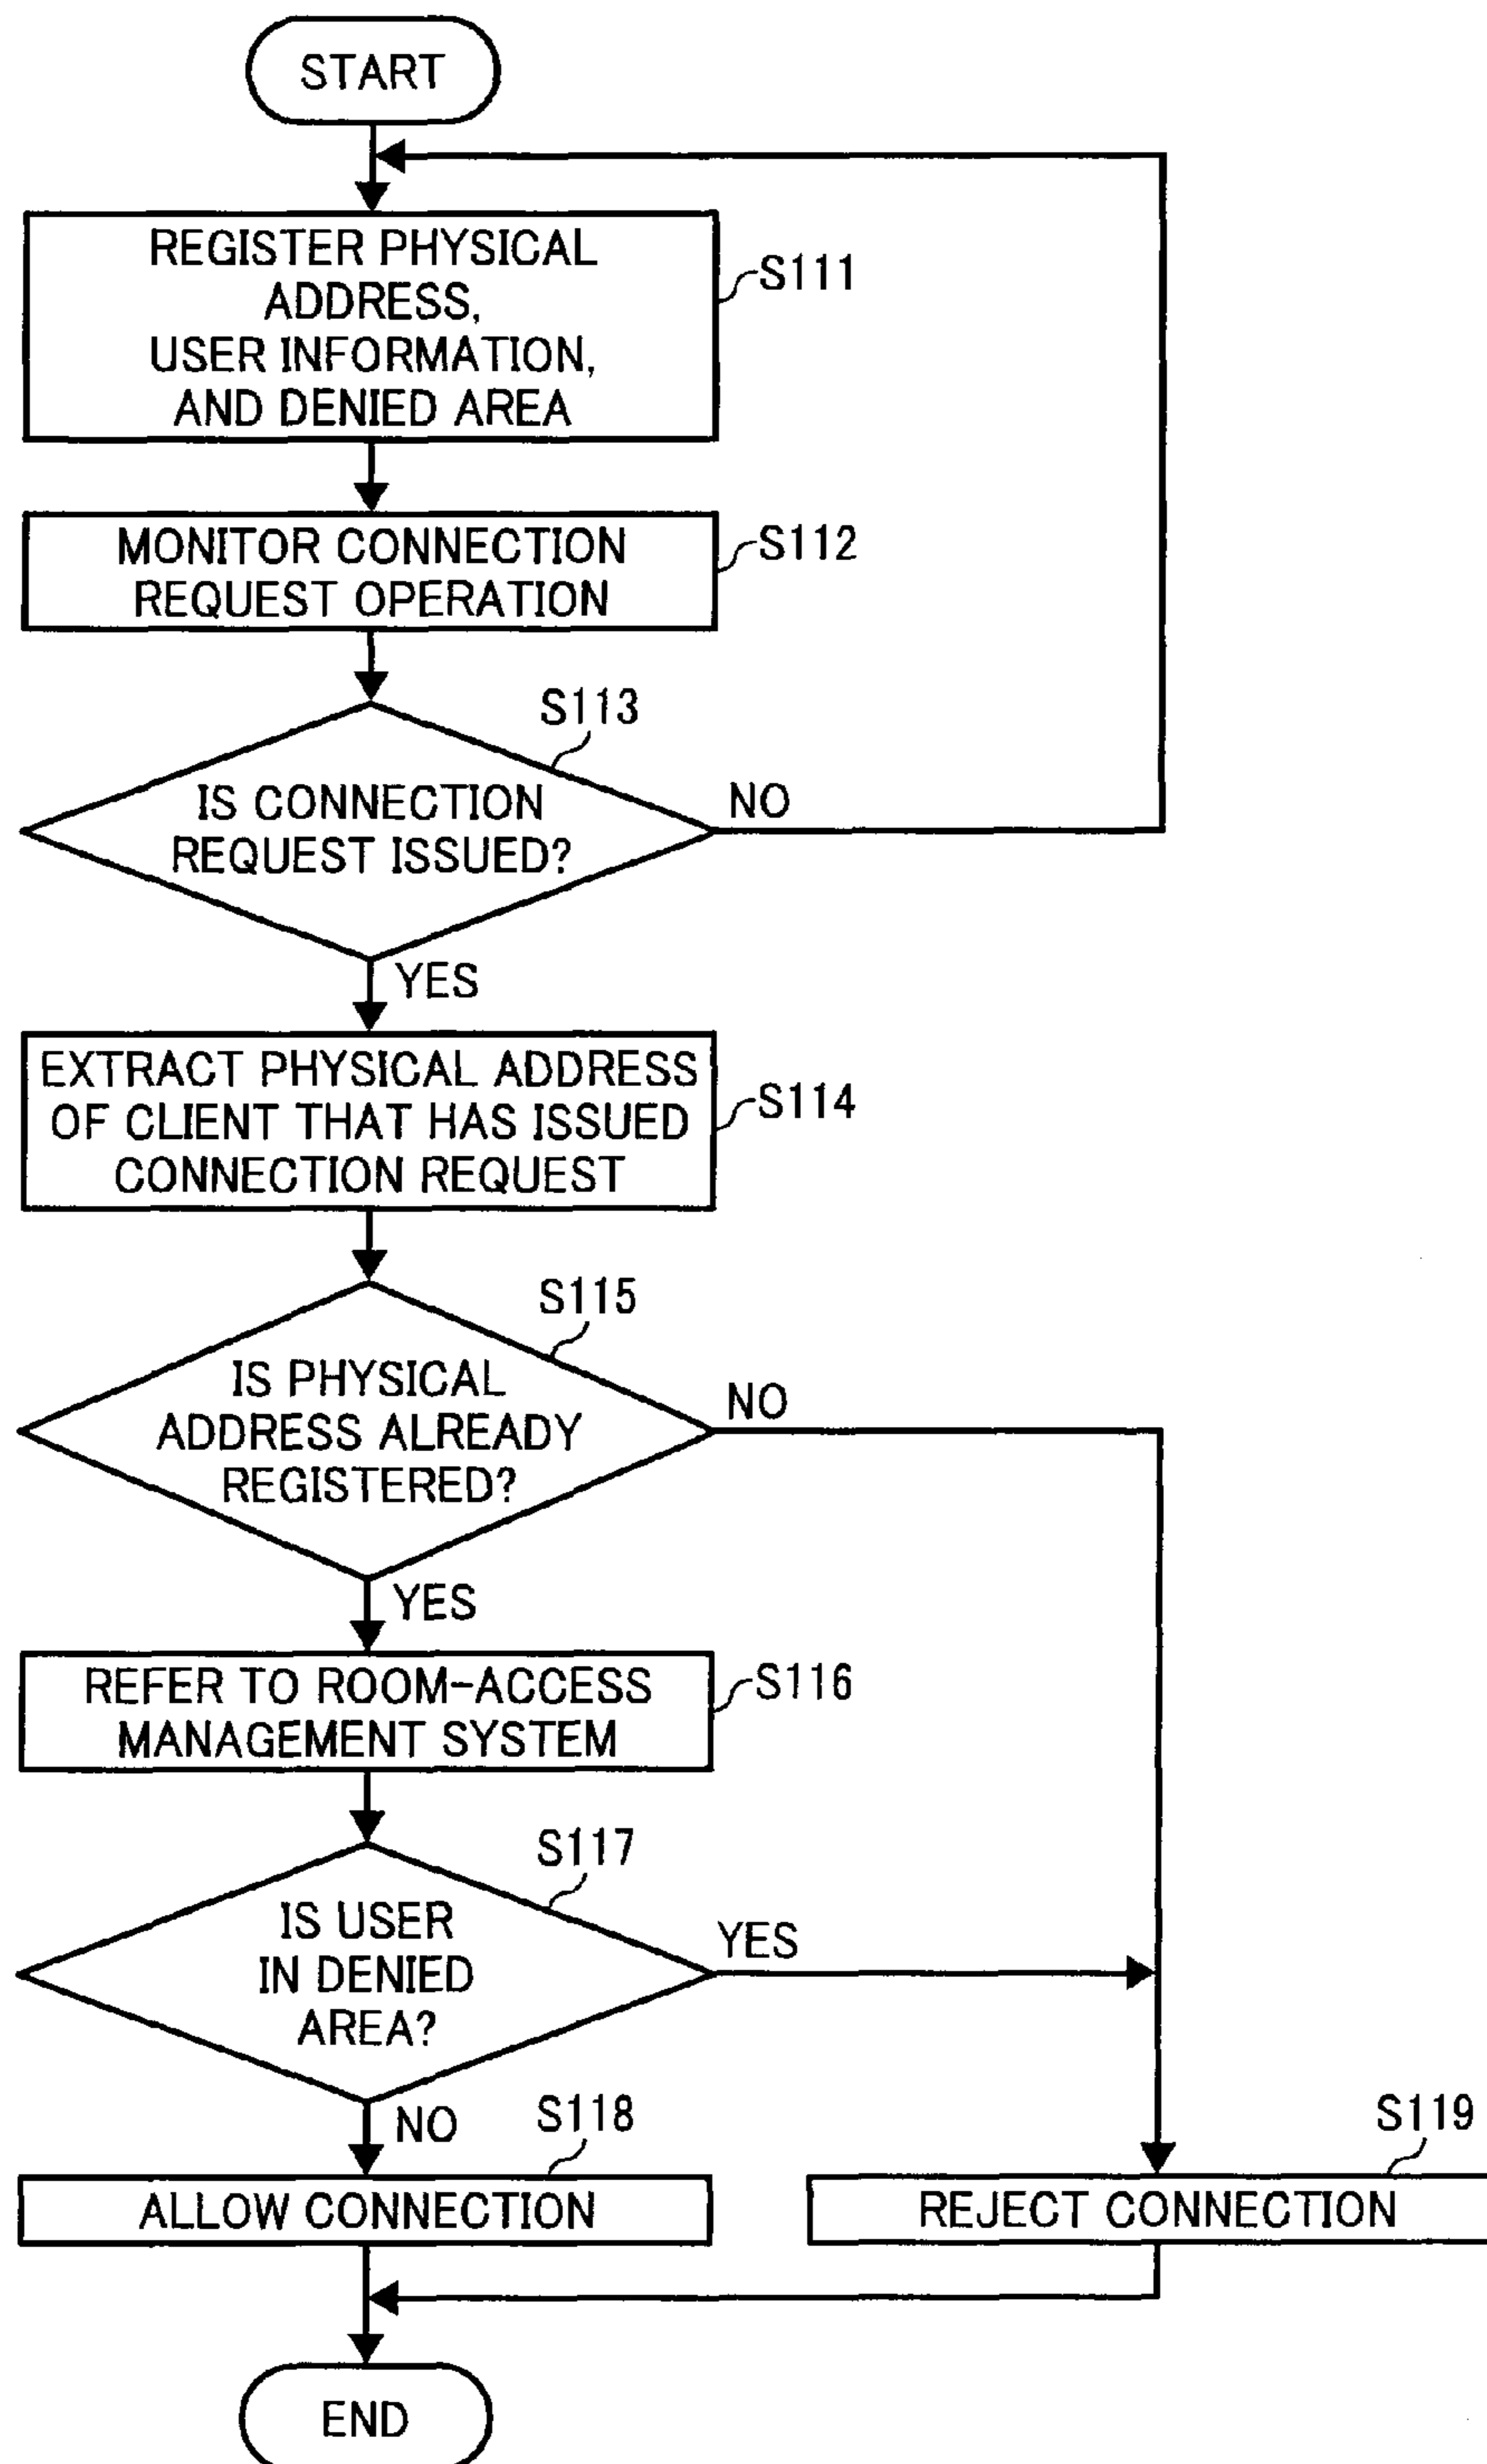 START
REGISTER PHYSICAL
ADDRESS,
USER INFORMATION,
AND DENIED AREA
S111
MONITOR CONNECTION
REQUEST OPERATION
S112
S113
IS CONNECTION
REQUEST ISSUED?
NO
YES
EXTRACT PHYSICAL ADDRESS
OF CLIENT THAT HAS ISSUED
CONNECTION REQUEST
S114
S115
IS PHYSICAL
ADDRESS ALREADY
REGISTERED?
NO
YES
REFER TO ROOM-ACCESS
MANAGEMENT SYSTEM
S116
S117
IS USER
IN DENIED
AREA?
YES
NO
S118
ALLOW CONNECTION
S119
REJECT CONNECTION
END